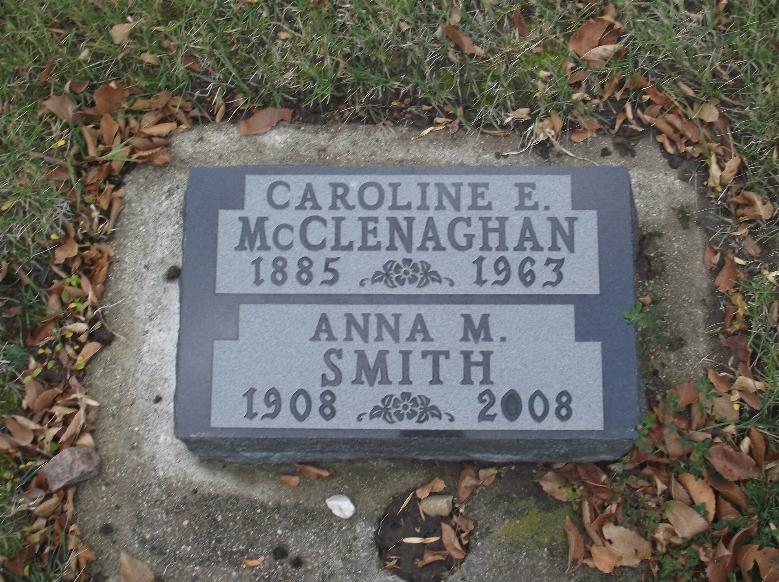 CAROLINE E.
McCLENAGHAN
1885 1963
ANNA M.
SMITH
1908 2008